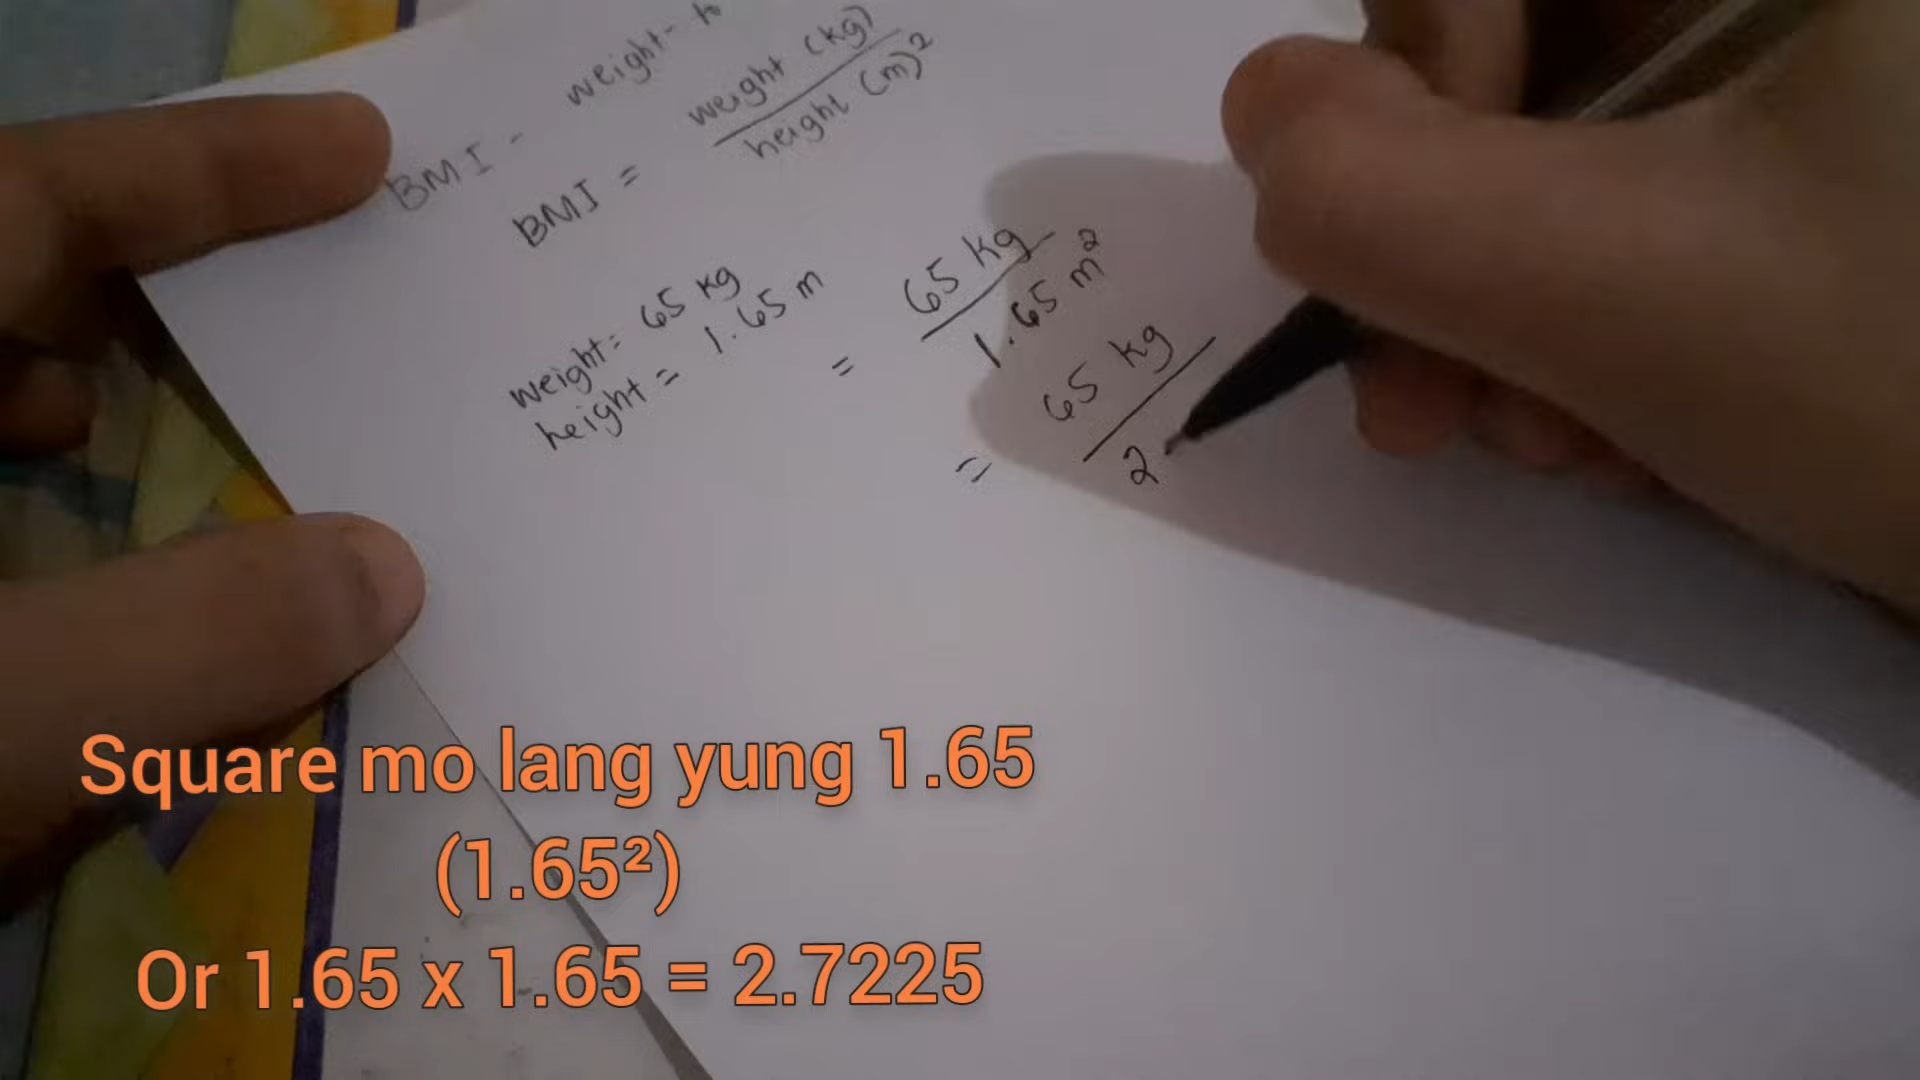 BMI - weight-
BMI = weight (kg)
height (m)²
weight = 65 kg
height = 1.65 m
= 65 kg
1.65 m²
= 65 kg
2
Square mo lang yung 1.65
(1.65²)
Or 1.65 x 1.65 = 2.7225